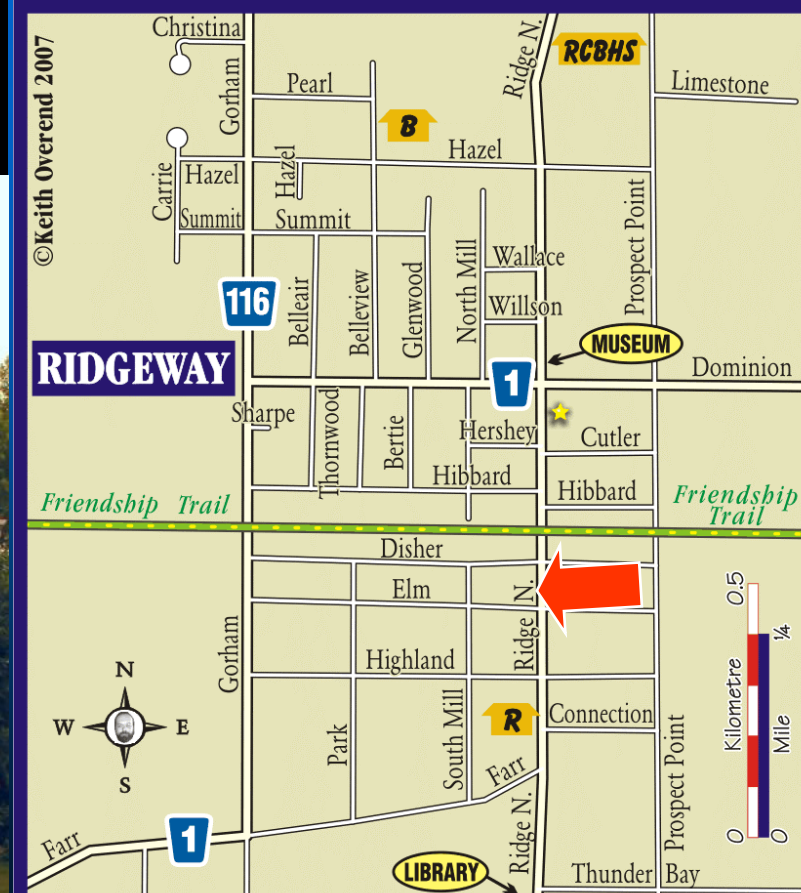 Christina
©Keith Overend 2007
Gorham
Pearl
Ridge N.
RCBHS
Limestone
B
Hazel
Hazel
Hazel
Carrie
Summit
Summit
Prospect Point
116
Belleair
Belleview
Glenwood
North Mill
Wallace
Willson
MUSEUM
RIDGEWAY
1
Dominion
Sharpe
Thornwood
Bertie
Hershey
Cutler
Hibbard
Hibbard
Friendship Trail
Friendship
Trail
Disher
Elm
Ridge N.
0.5
1/4
Kilometre
Mile
0
0
Gorham
Highland
N
W
E
S
Park
South Mill
R
Connection
Prospect Point
Farr
Ridge N.
Farr
1
LIBRARY
Thunder Bay